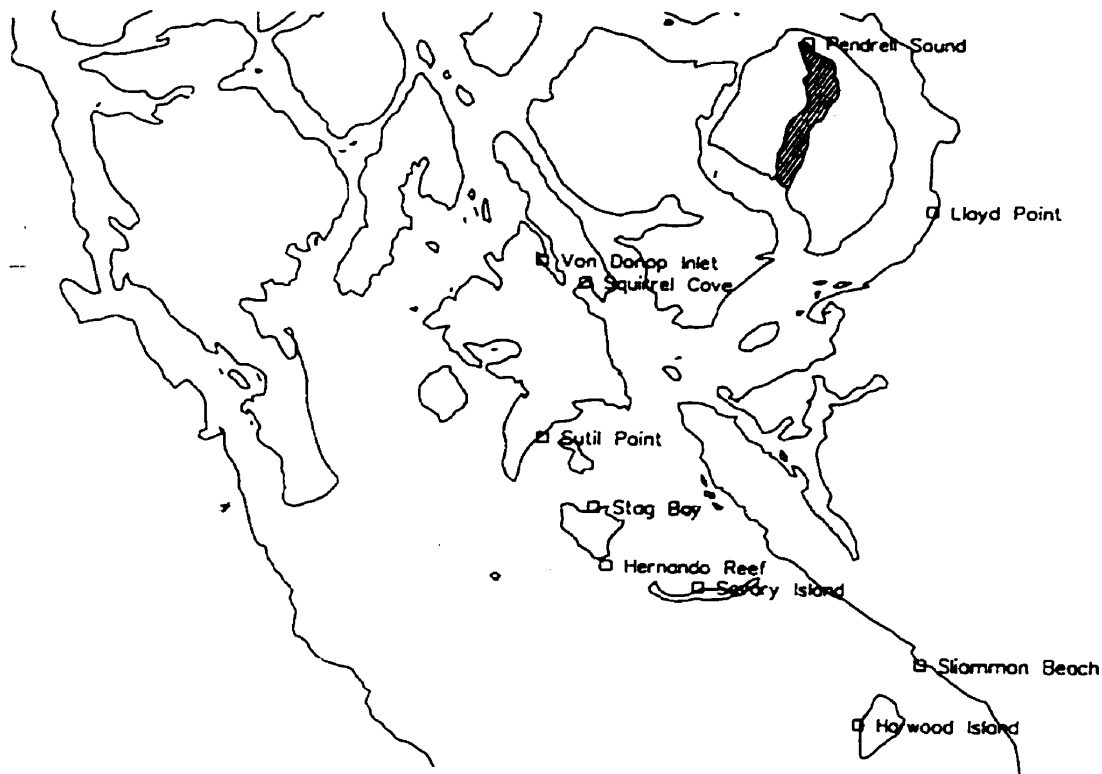 Pendrell Sound
Lloyd Point
Von Donop Inlet
Squirrel Cove
Sutil Point
Stag Bay
Hernando Reef
Savary Island
Sliammon Beach
Harwood Island